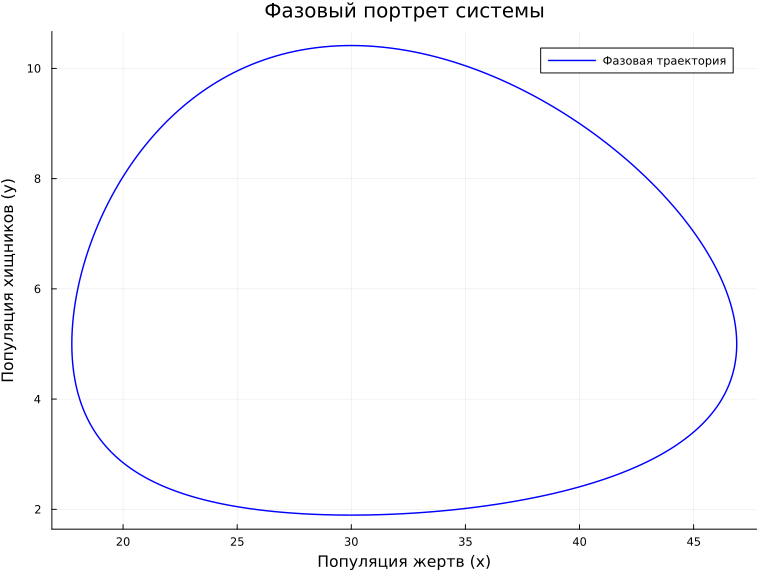 Фазовый портрет системы
Фазовая траектория
Популяция хищников (y)
10
8
6
4
2
20 25 30 35 40 45
Популяция жертв (x)